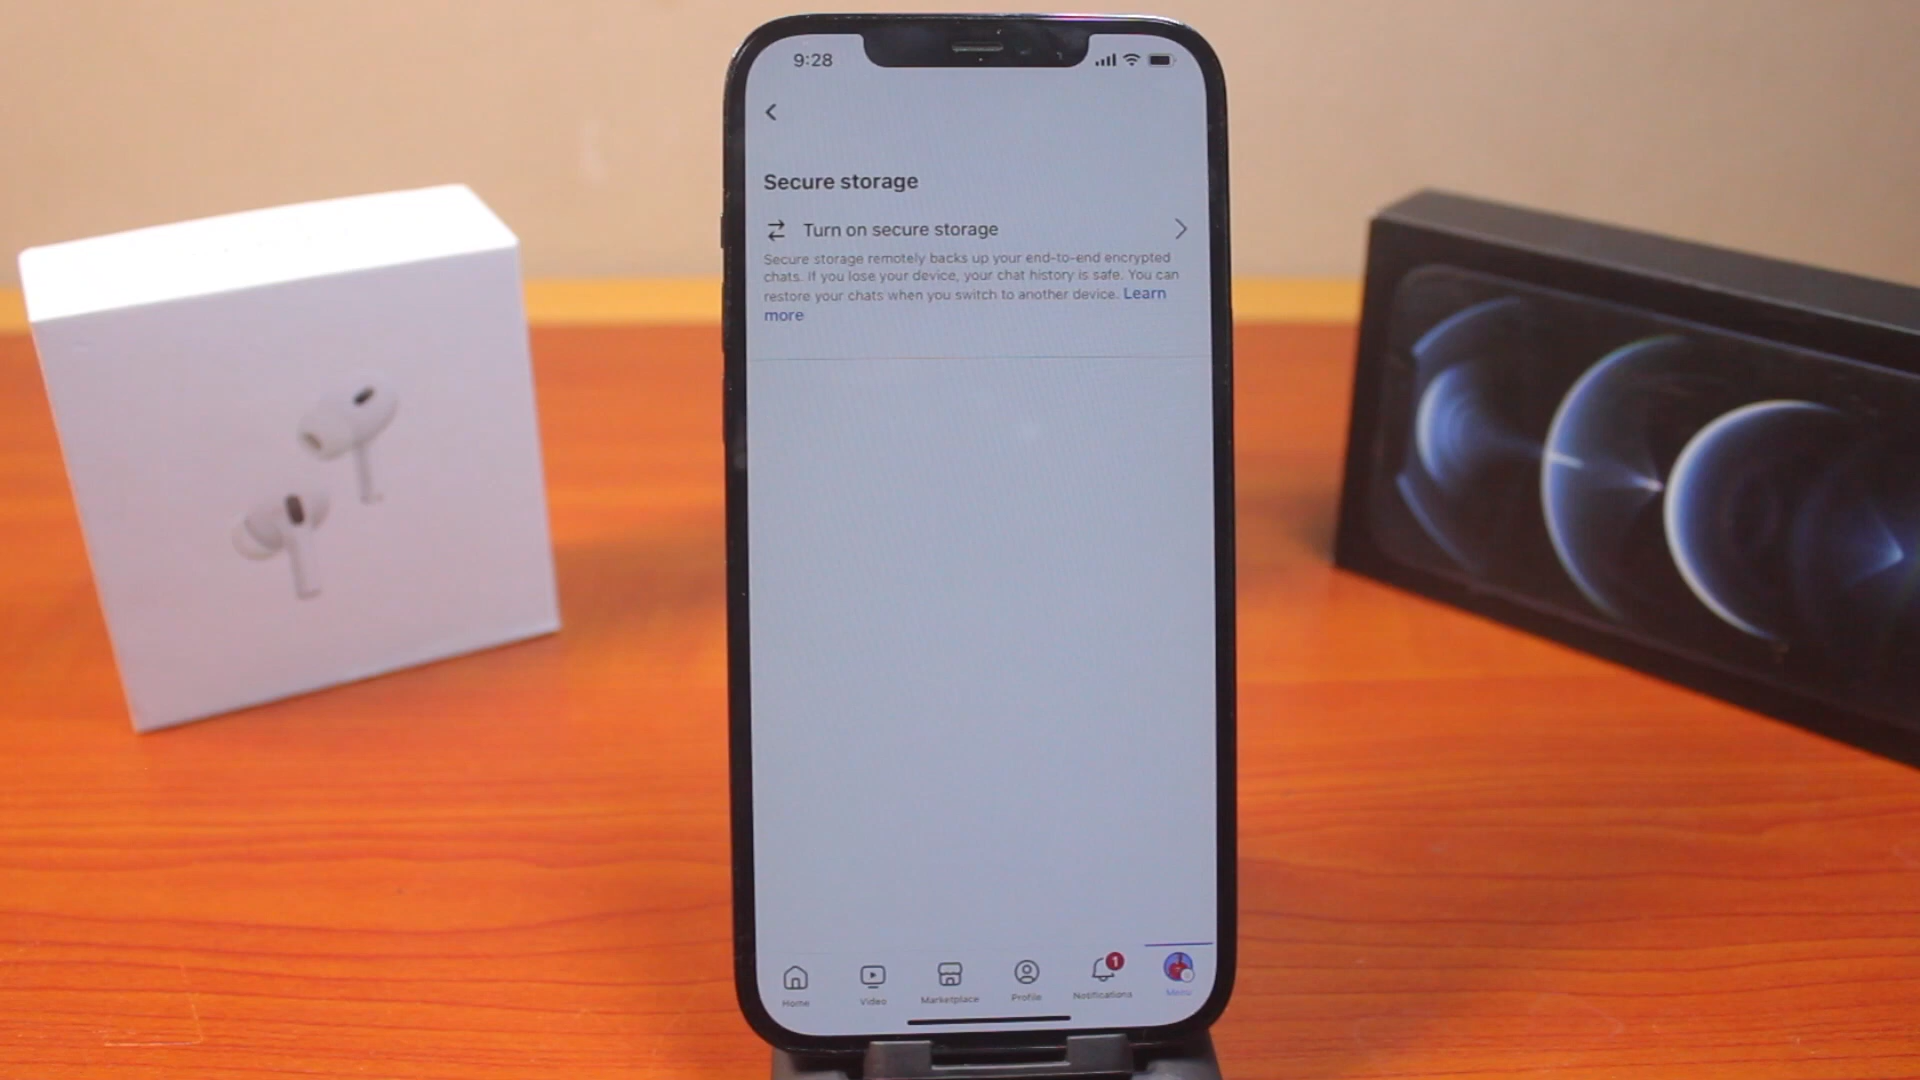 9:28
Secure storage
Turn on secure storage
Secure storage remotely backs up your end-to-end encrypted
chats. If you lose your device, your chat history is safe. You can
restore your chats when you switch to another device. Learn
more
1
Home Video Marketplace Profile Notifications Menu